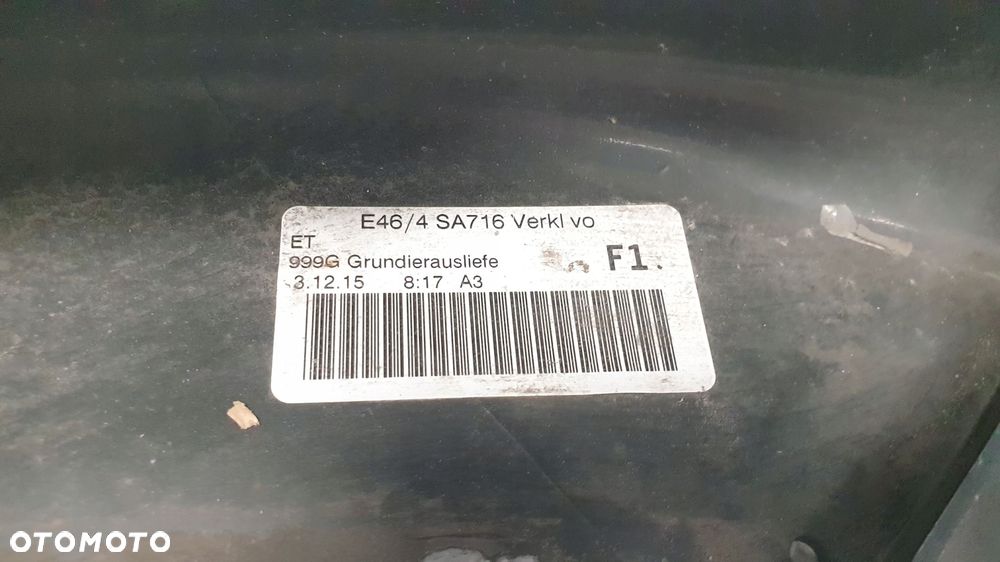 E46/4 SA716 Verkl vo
ET
999G Grundierausliefe F1.
3.12.15 8:17 A3
OTOMOTO